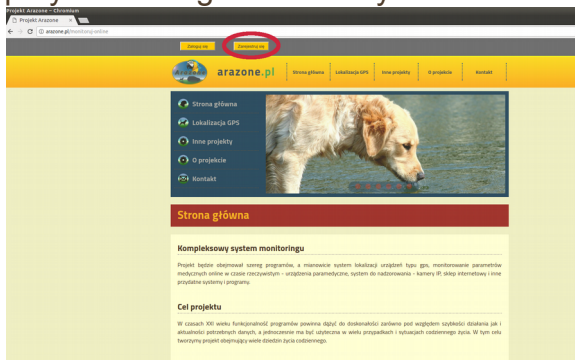 Projekt Arazone - Chromium
Projekt Arazone
arazone.pl/monitoring-online
Zaloguj się
Zarejestruj się
Arazone
arazone.pl
Strona główna
Lokalizacja GPS
Inne projekty
O projekcie
Kontakt
Strona główna
Lokalizacja GPS
Inne projekty
O projekcie
Kontakt
Strona główna
Kompleksowy system monitoringu
Projekt będzie obejmował szereg programów, a mianowicie system lokalizacji urządzeń typu gps, monitorowanie parametrów
medycznych online w czasie rzeczywistym - urządzenia paramedyczne, system do nadzorowania - kamery IP, sklep internetowy i inne
przydatne systemy i programy.
Cel projektu
W czasach XXI wieku funkcjonalność programów powinna dążyć do doskonałości zarówno pod względem szybkości działania jak i
aktualności potrzebnych danych, a jednocześnie ma być użyteczna w wielu przypadkach i sytuacjach codziennego życia. W tym celu
tworzymy projekt obejmujący wiele dziedzin życia codziennego.